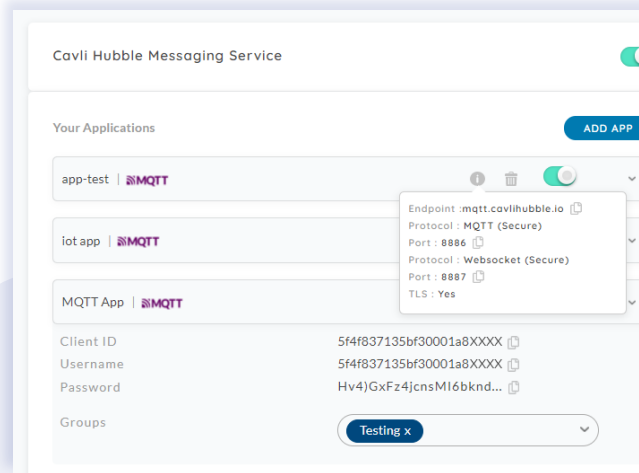 Cavli Hubble Messaging Service
Your Applications
ADD APP
app-test | MQTT
Endpoint :mqtt.cavlihubble.io
Protocol : MQTT (Secure)
Port : 8886
Protocol : Websocket (Secure)
Port : 8887
TLS : Yes
iot app | MQTT
MQTT App | MQTT
Client ID 5f4f837135bf30001a8XXXX
Username 5f4f837135bf30001a8XXXX
Password Hv4)GxFz4jcnsMI6bknd...
Groups
Testing x